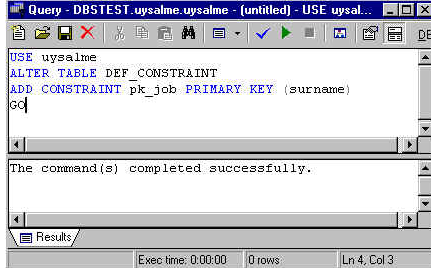 Query - DBSTEST.uysalme.uysalme - (untitled) - USE uysal...
USE uysalme
ALTER TABLE DEF_CONSTRAINT
ADD CONSTRAINT pk_job PRIMARY KEY (surname)
GO
The command(s) completed successfully.
Results
Exec time: 0:00:00 0 rows Ln 4, Col 3